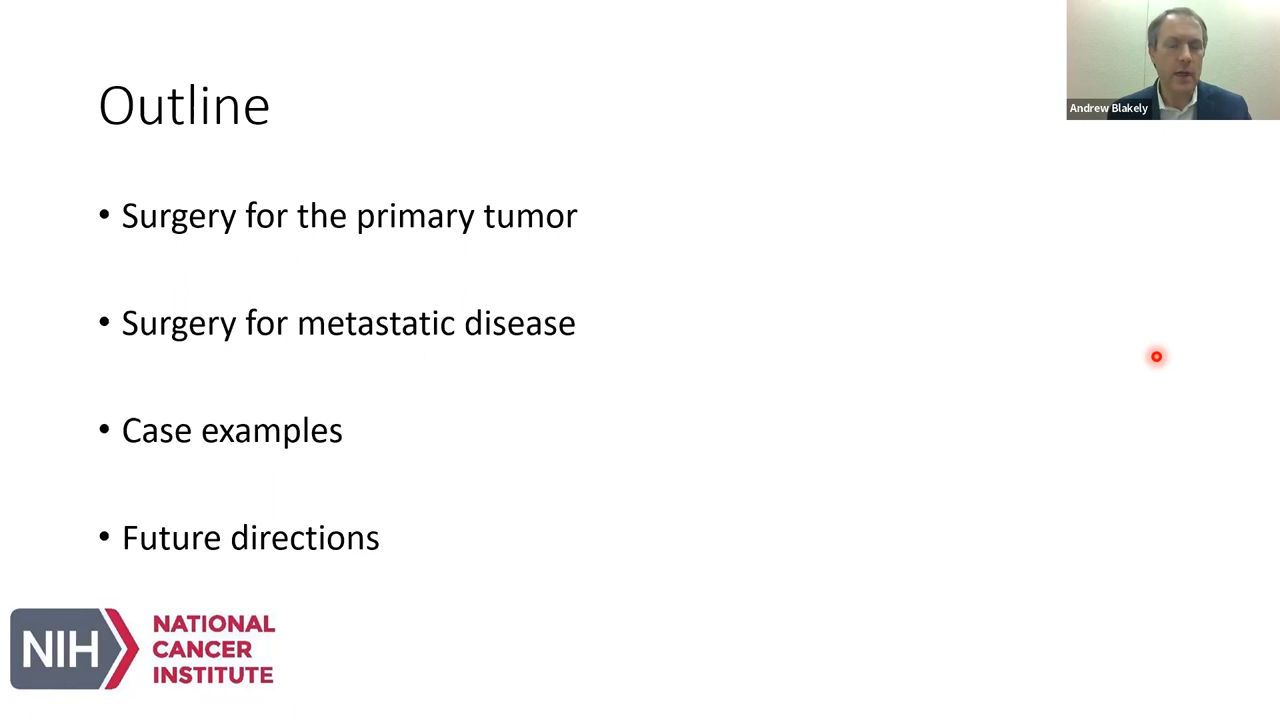 Outline
Andrew Blakely
• Surgery for the primary tumor
• Surgery for metastatic disease
• Case examples
• Future directions
NIH
NATIONAL
CANCER
INSTITUTE